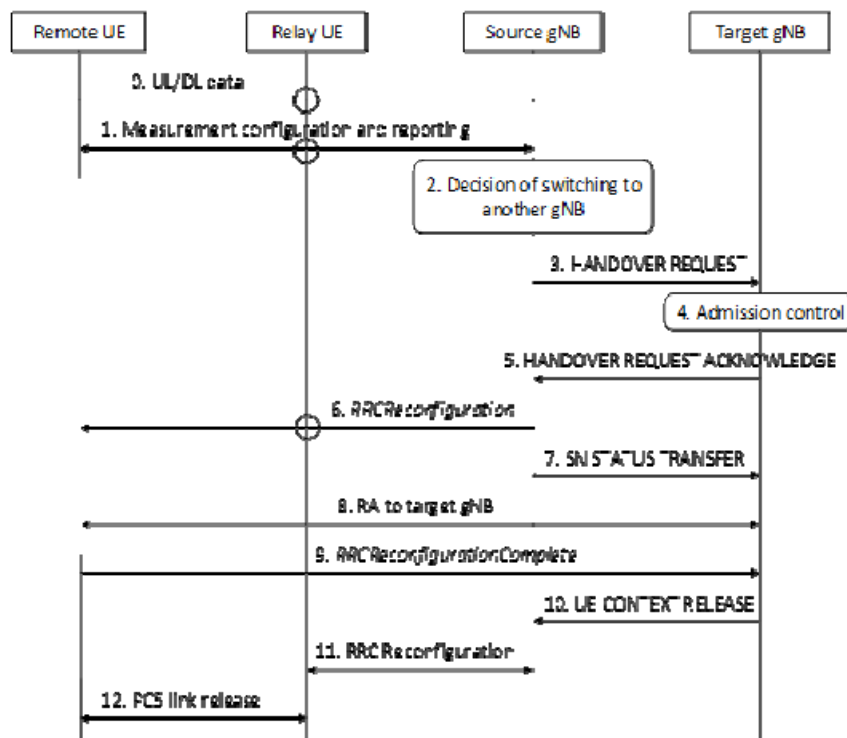 Remote UE
Relay UE
Source gNB
Target gNB
0. UL/DL data
1. Measurement configuration and reporting
2. Decision of switching to
another gNB
3. HANDOVER REQUEST
4. Admission control
5. HANDOVER REQUEST ACKNOWLEDGE
6. RRCReconfiguration
7. SN STATUS TRANSFER
8. RA to target gNB
9. RRCReconfigurationComplete
10. UE CONTEXT RELEASE
11. RRCReconfiguration
12. PC5 link release